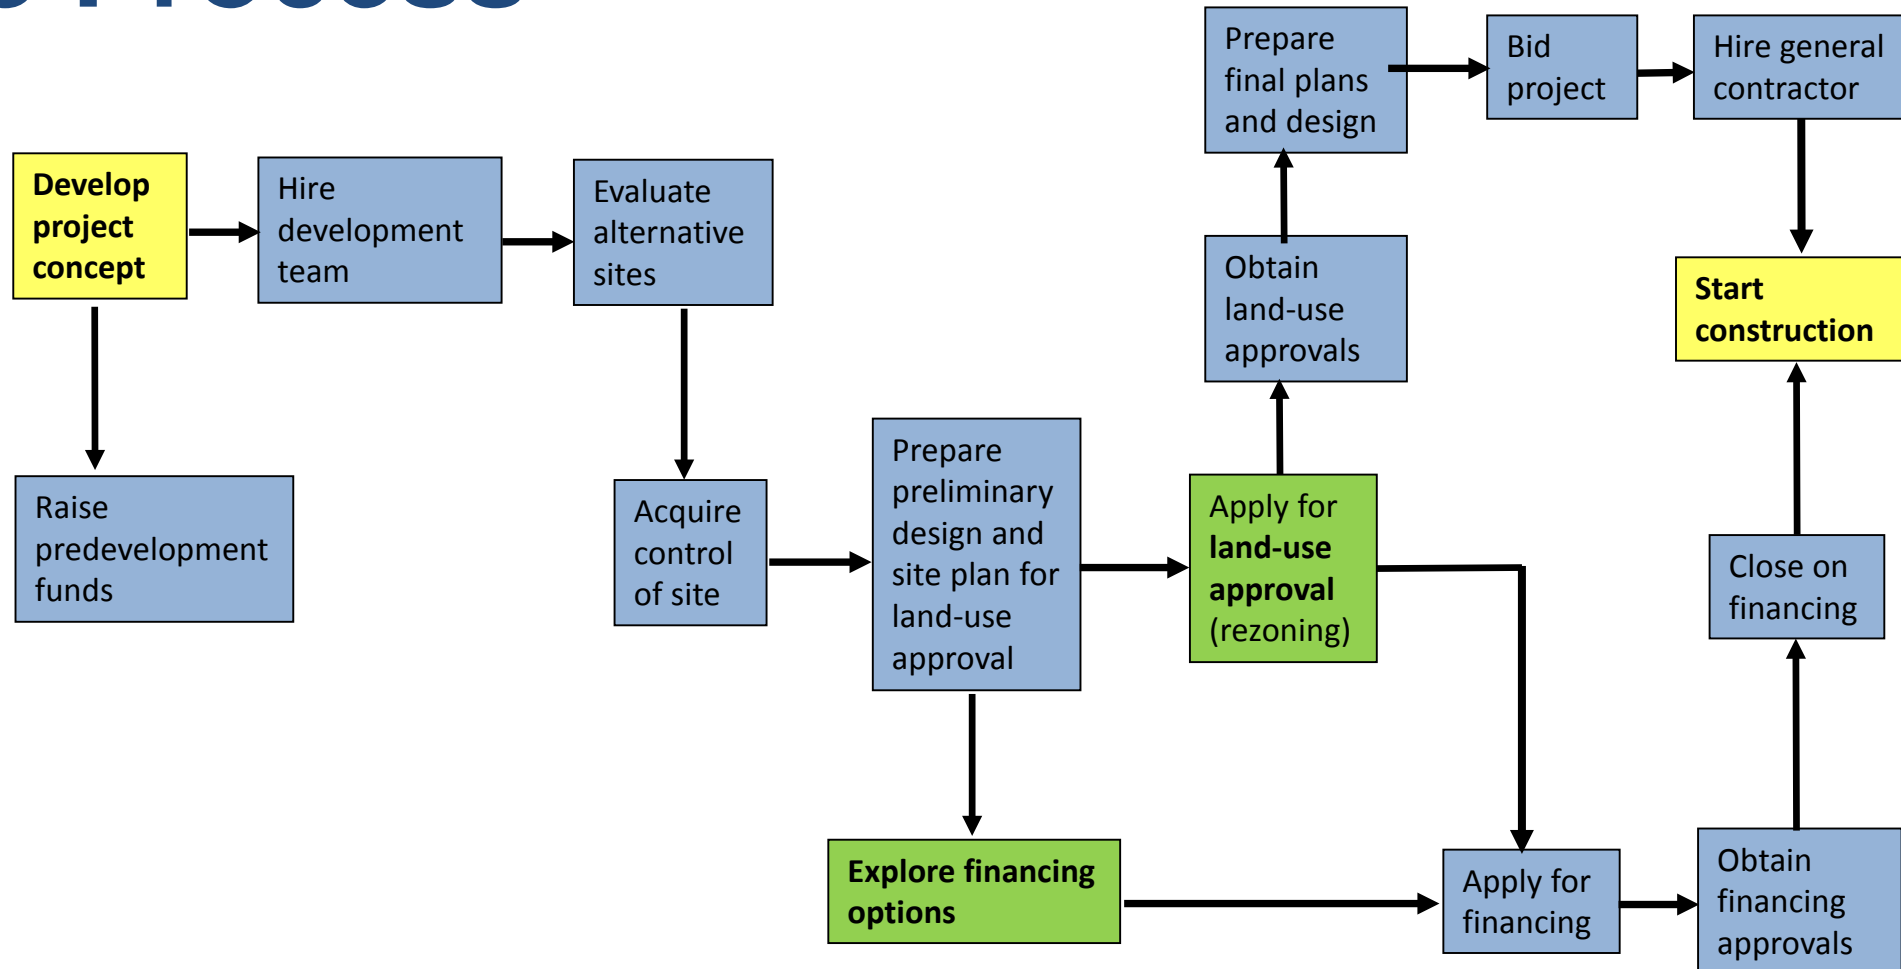 Process
Develop
project
concept
Hire
development
team
Evaluate
alternative
sites
Raise
predevelopment
funds
Acquire
control
of site
Prepare
preliminary
design and
site plan for
land-use
approval
Explore financing
options
Apply for
land-use
approval
(rezoning)
Obtain
land-use
approvals
Prepare
final plans
and design
Bid
project
Hire general
contractor
Start
construction
Close on
financing
Apply for
financing
Obtain
financing
approvals